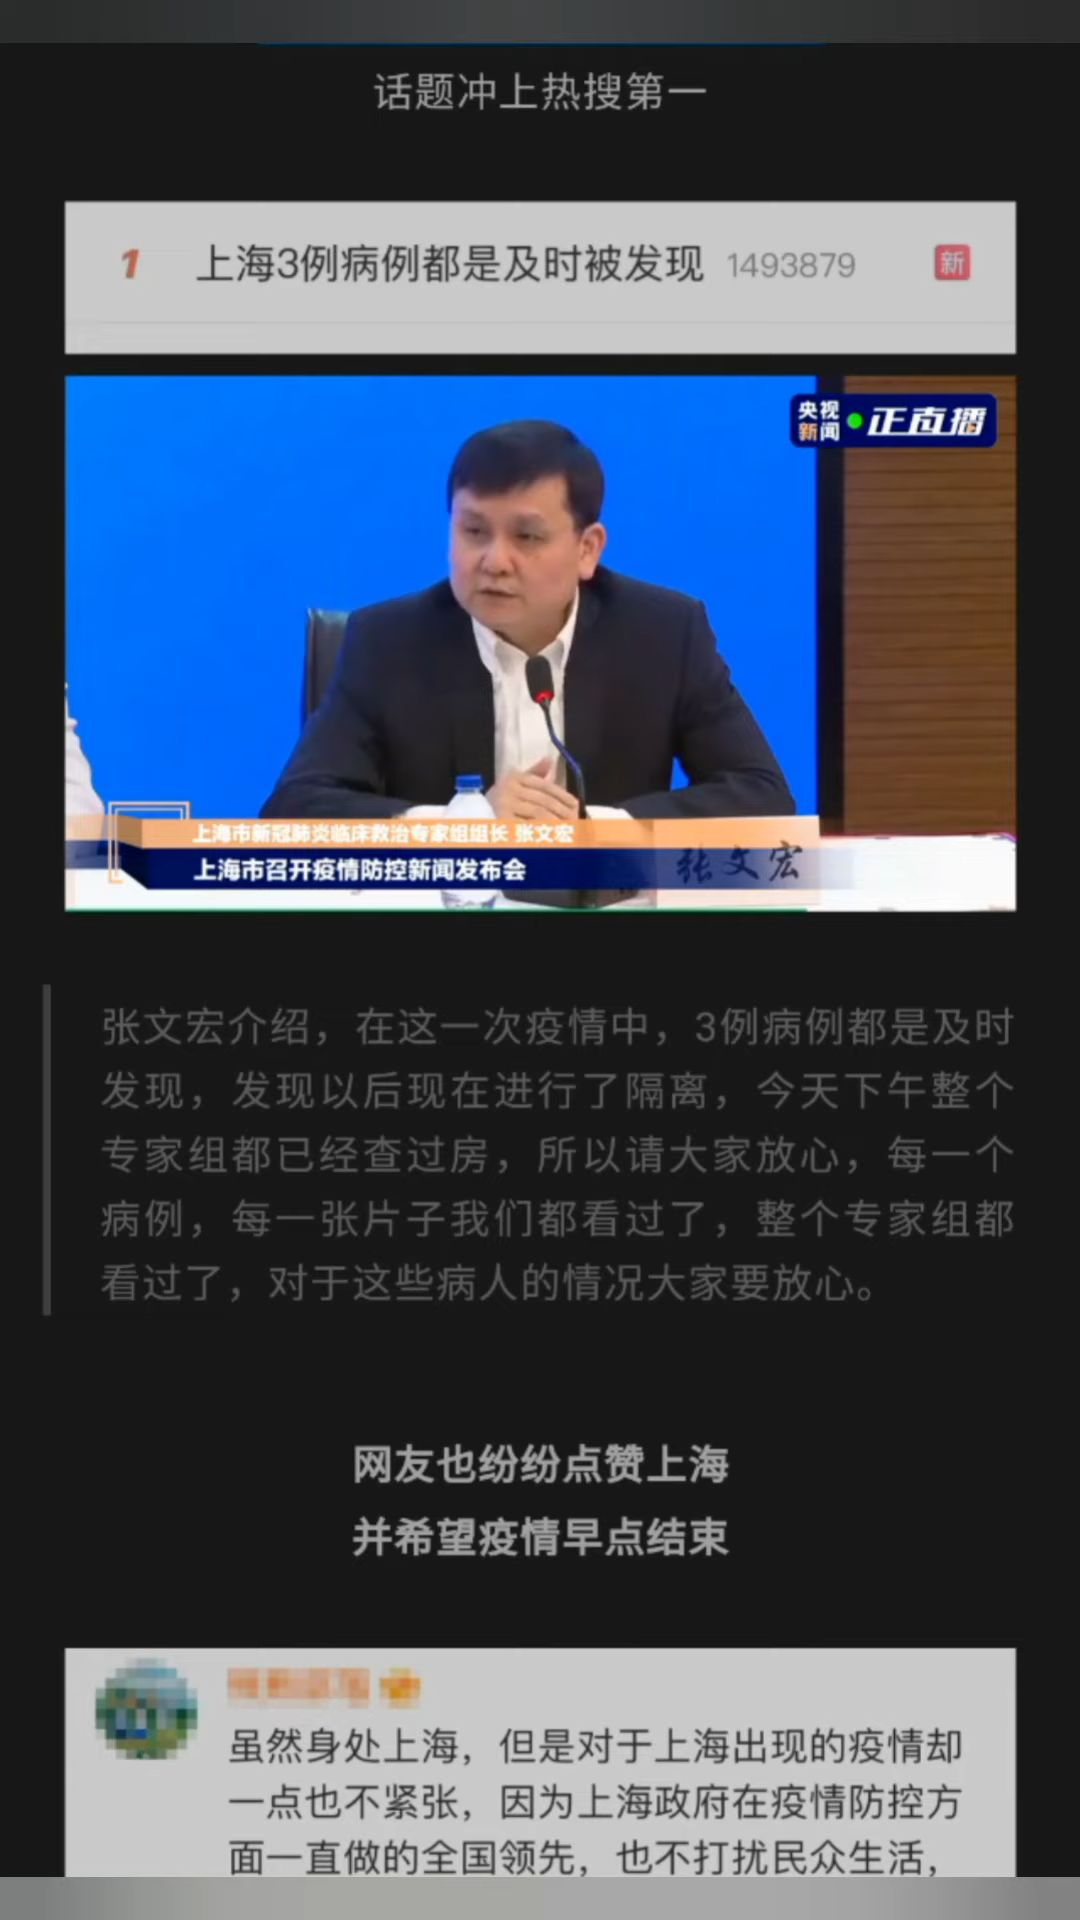 话题冲上热搜第一
1 上海3例病例都是及时被发现 1493879 新
央视
新闻 正直播
上海市新冠肺炎临床救治专家组组长 张文宏
上海市召开疫情防控新闻发布会
张文宏
张文宏介绍，在这一次疫情中，3例病例都是及时
发现，发现以后现在进行了隔离，今天下午整个
专家组都已经查过房，所以请大家放心，每一个
病例，每一张片子我们都看过了，整个专家组都
看过了，对于这些病人的情况大家要放心。
网友也纷纷点赞上海
并希望疫情早点结束
虽然身处上海，但是对于上海出现的疫情却
一点也不紧张，因为上海政府在疫情防控方
面一直做的全国领先，也不打扰民众生活，